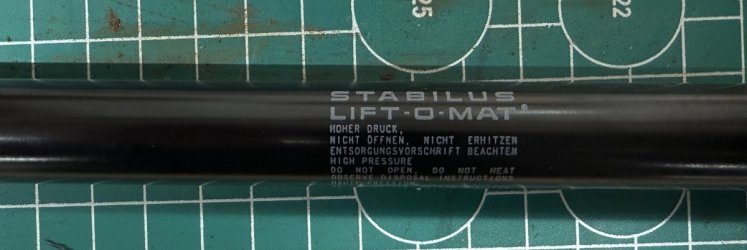 25
22
STABILUS
LIFT-O-MAT®
HOHER DRUCK,
NICHT ÖFFNEN, NICHT ERHITZEN
ENTSORGUNGSVORSCHRIFT BEACHTEN
HIGH PRESSURE
DO NOT OPEN, DO NOT HEAT
OBSERVE DISPOSAL INSTRUCTIONS